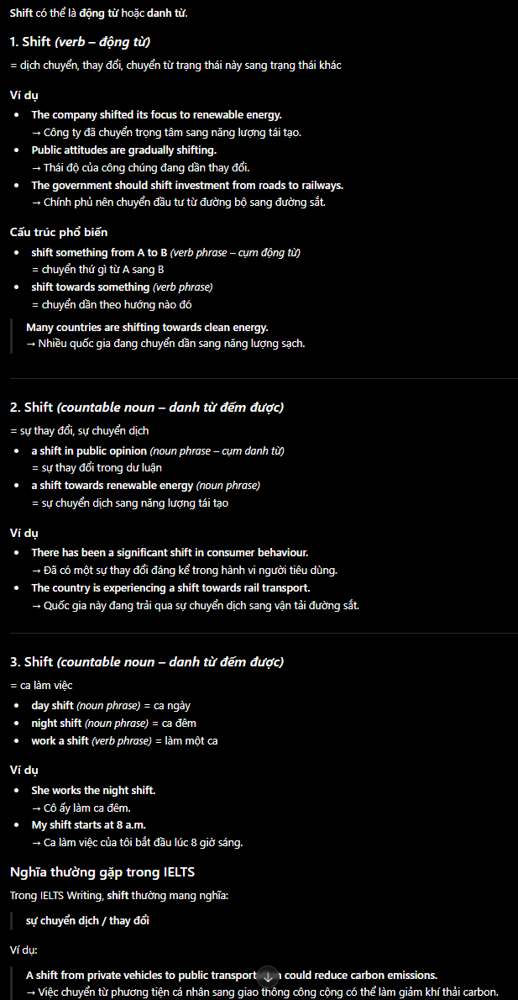 Shift có thể là động từ hoặc danh từ.
1. Shift (verb – động từ)
= dịch chuyển, thay đổi, chuyển từ trạng thái này sang trạng thái khác
Ví dụ
• The company shifted its focus to renewable energy.
→ Công ty đã chuyển trọng tâm sang năng lượng tái tạo.
• Public attitudes are gradually shifting.
→ Thái độ của công chúng đang dần thay đổi.
• The government should shift investment from roads to railways.
→ Chính phủ nên chuyển đầu tư từ đường bộ sang đường sắt.
Cấu trúc phổ biến
• shift something from A to B (verb phrase – cụm động từ)
= chuyển thứ gì từ A sang B
• shift towards something (verb phrase)
= chuyển dần theo hướng nào đó
Many countries are shifting towards clean energy.
→ Nhiều quốc gia đang chuyển dần sang năng lượng sạch.
2. Shift (countable noun – danh từ đếm được)
= sự thay đổi, sự chuyển dịch
• a shift in public opinion (noun phrase – cụm danh từ)
= sự thay đổi trong dư luận
• a shift towards renewable energy (noun phrase)
= sự chuyển dịch sang năng lượng tái tạo
Ví dụ
• There has been a significant shift in consumer behaviour.
→ Đã có một sự thay đổi đáng kể trong hành vi người tiêu dùng.
• The country is experiencing a shift towards rail transport.
→ Quốc gia này đang trải qua sự chuyển dịch sang vận tải đường sắt.
3. Shift (countable noun – danh từ đếm được)
= ca làm việc
• day shift (noun phrase) = ca ngày
• night shift (noun phrase) = ca đêm
• work a shift (verb phrase) = làm một ca
Ví dụ
• She works the night shift.
→ Cô ấy làm ca đêm.
• My shift starts at 8 a.m.
→ Ca làm việc của tôi bắt đầu lúc 8 giờ sáng.
Nghĩa thường gặp trong IELTS
Trong IELTS Writing, shift thường mang nghĩa:
sự chuyển dịch / thay đổi
Ví dụ:
A shift from private vehicles to public transport could reduce carbon emissions.
→ Việc chuyển từ phương tiện cá nhân sang giao thông công cộng có thể làm giảm khí thải carbon.